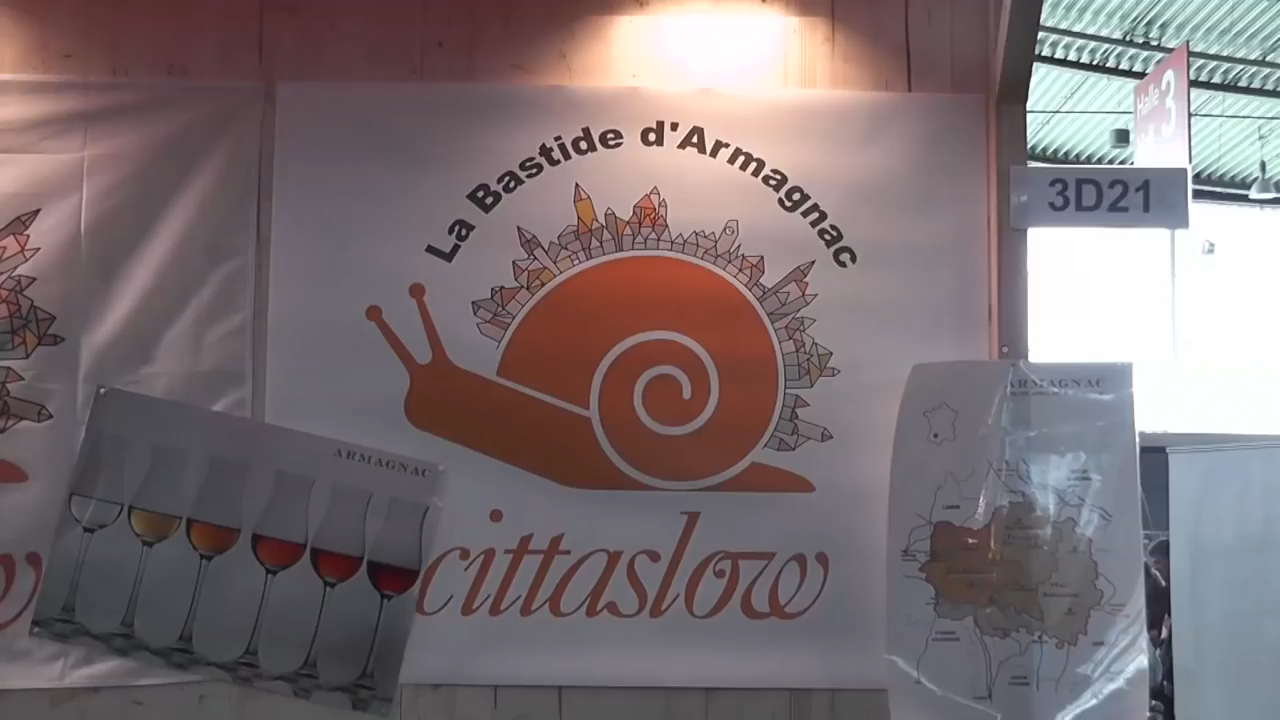 La Bastide d'Armagnac
cittaslow
ARMAGNAC
3D21
Halle 3
ARMAGNAC